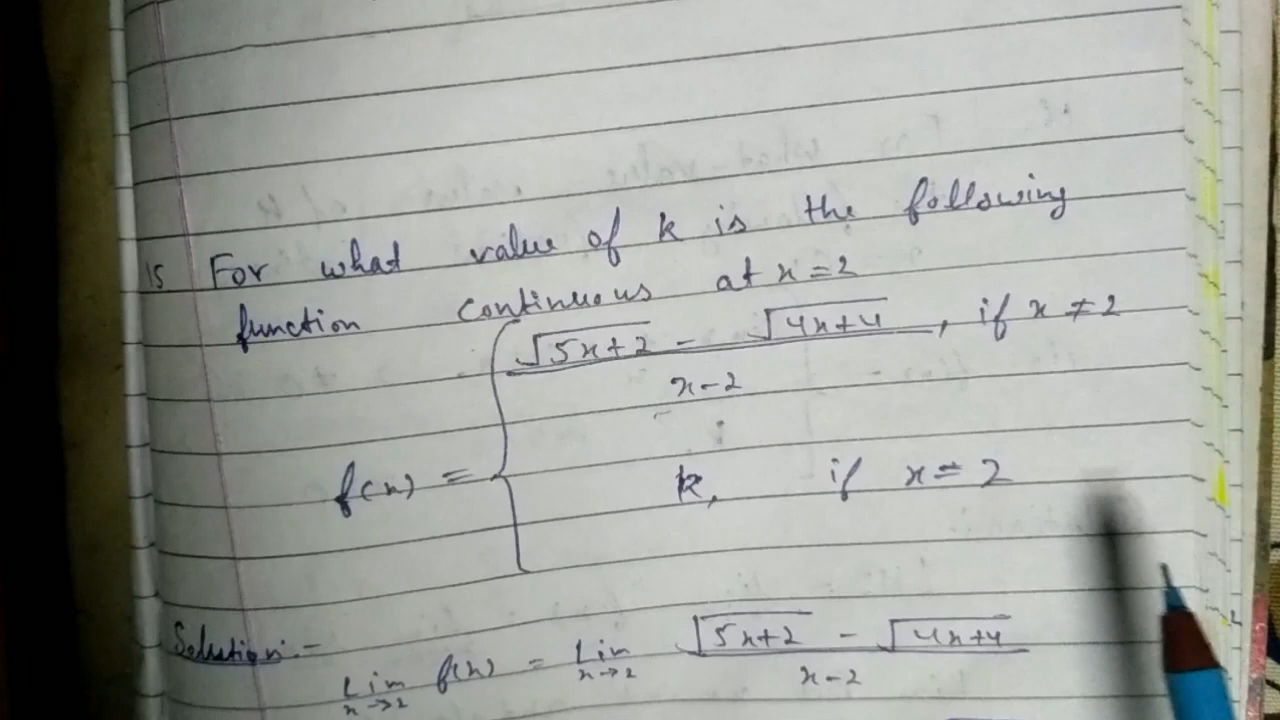 15 For what value of k is the following
function continuous at x=2
√5x+2 - √4x+4, if x ≠ 2
x-2
f(x) =
k, if x = 2
Solution:-
Lim f(x) = Lim √5x+2 - √4x+4
x→2 x→2 x-2